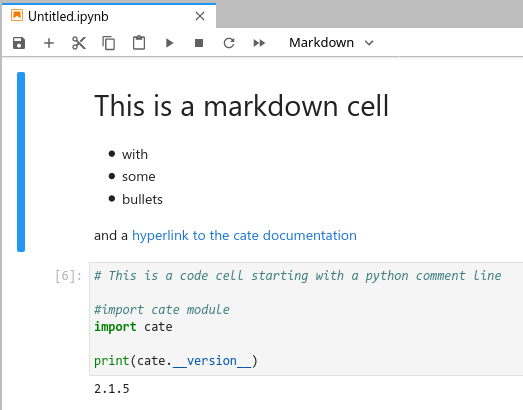 Untitled.ipynb
Markdown
This is a markdown cell
• with
• some
• bullets
and a hyperlink to the cate documentation
[6]: # This is a code cell starting with a python comment line
#import cate module
import cate
print(cate.__version__)
2.1.5